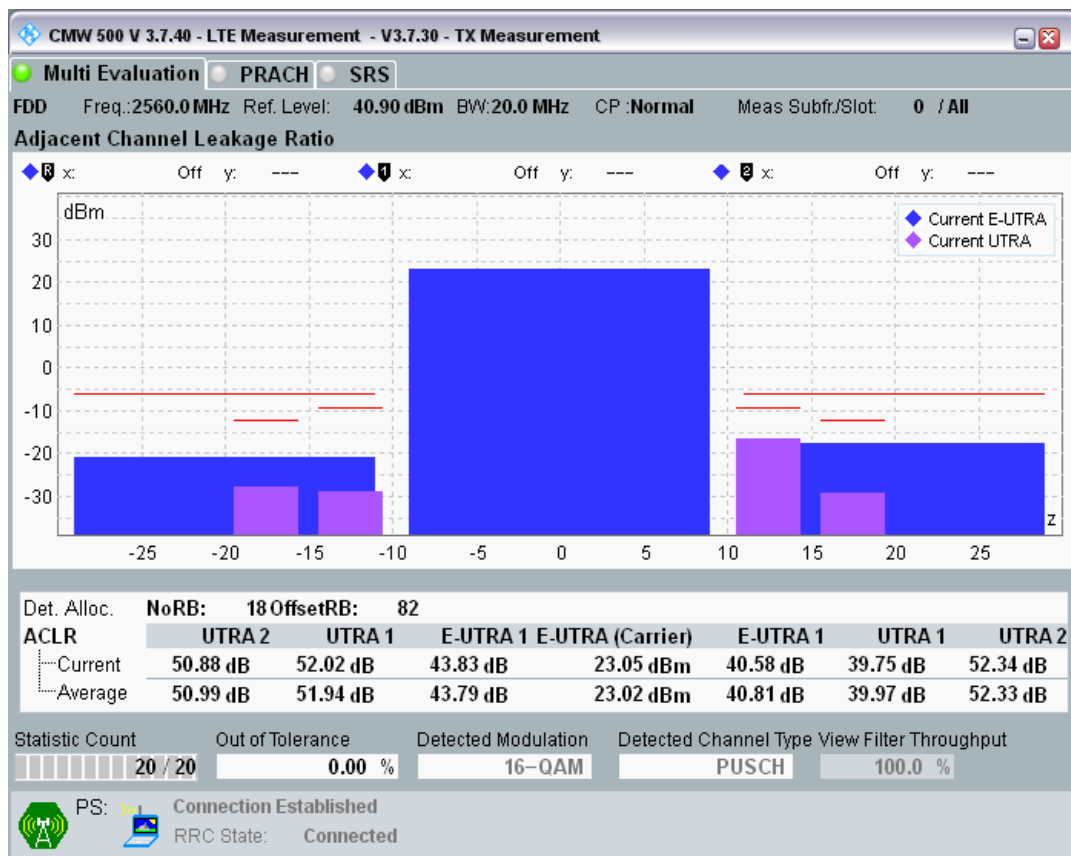 CMW 500 V 3.7.40 - LTE Measurement - V3.7.30 - TX Measurement
Multi Evaluation PRACH SRS
FDD Freq.:2560.0 MHz Ref. Level: 40.90 dBm BW:20.0 MHz CP :Normal Meas Subfr./Slot: 0 / All
Adjacent Channel Leakage Ratio
R x: Off y: --- 1 x: Off y: --- 2 x: Off y: ---
dBm
Current E-UTRA
Current UTRA
30
20
10
0
-10
-20
-30
z
-25 -20 -15 -10 -5 0 5 10 15 20 25
Det. Alloc. NoRB: 18 OffsetRB: 82
ACLR UTRA 2 UTRA 1 E-UTRA 1 E-UTRA (Carrier) E-UTRA 1 UTRA 1 UTRA 2
Current 50.88 dB 52.02 dB 43.83 dB 23.05 dBm 40.58 dB 39.75 dB 52.34 dB
Average 50.99 dB 51.94 dB 43.79 dB 23.02 dBm 40.81 dB 39.97 dB 52.33 dB
Statistic Count Out of Tolerance Detected Modulation Detected Channel Type View Filter Throughput
20 / 20 0.00 % 16-QAM PUSCH 100.0 %
PS: Connection Established
RRC State: Connected